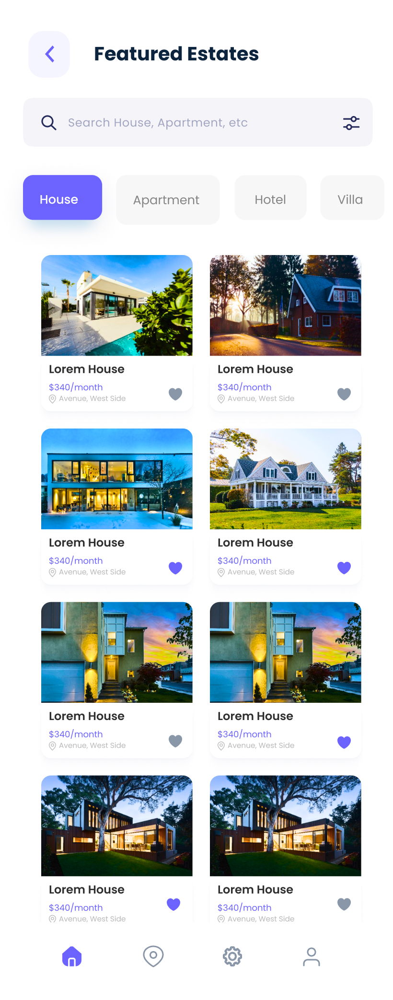 Featured Estates
Search House, Apartment, etc
House
Apartment
Hotel
Villa
Lorem House
$340/month
Avenue, West Side
Lorem House
$340/month
Avenue, West Side
Lorem House
$340/month
Avenue, West Side
Lorem House
$340/month
Avenue, West Side
Lorem House
$340/month
Avenue, West Side
Lorem House
$340/month
Avenue, West Side
Lorem House
$340/month
Avenue, West Side
Lorem House
$340/month
Avenue, West Side